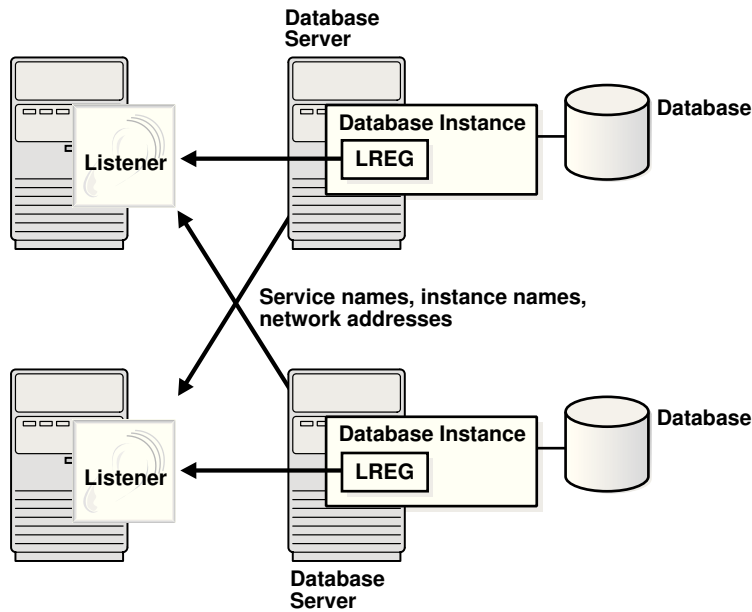 Database
Server
Database
Database Instance
LREG
Listener
Service names, instance names,
network addresses
Database
Database Instance
LREG
Listener
Database
Server